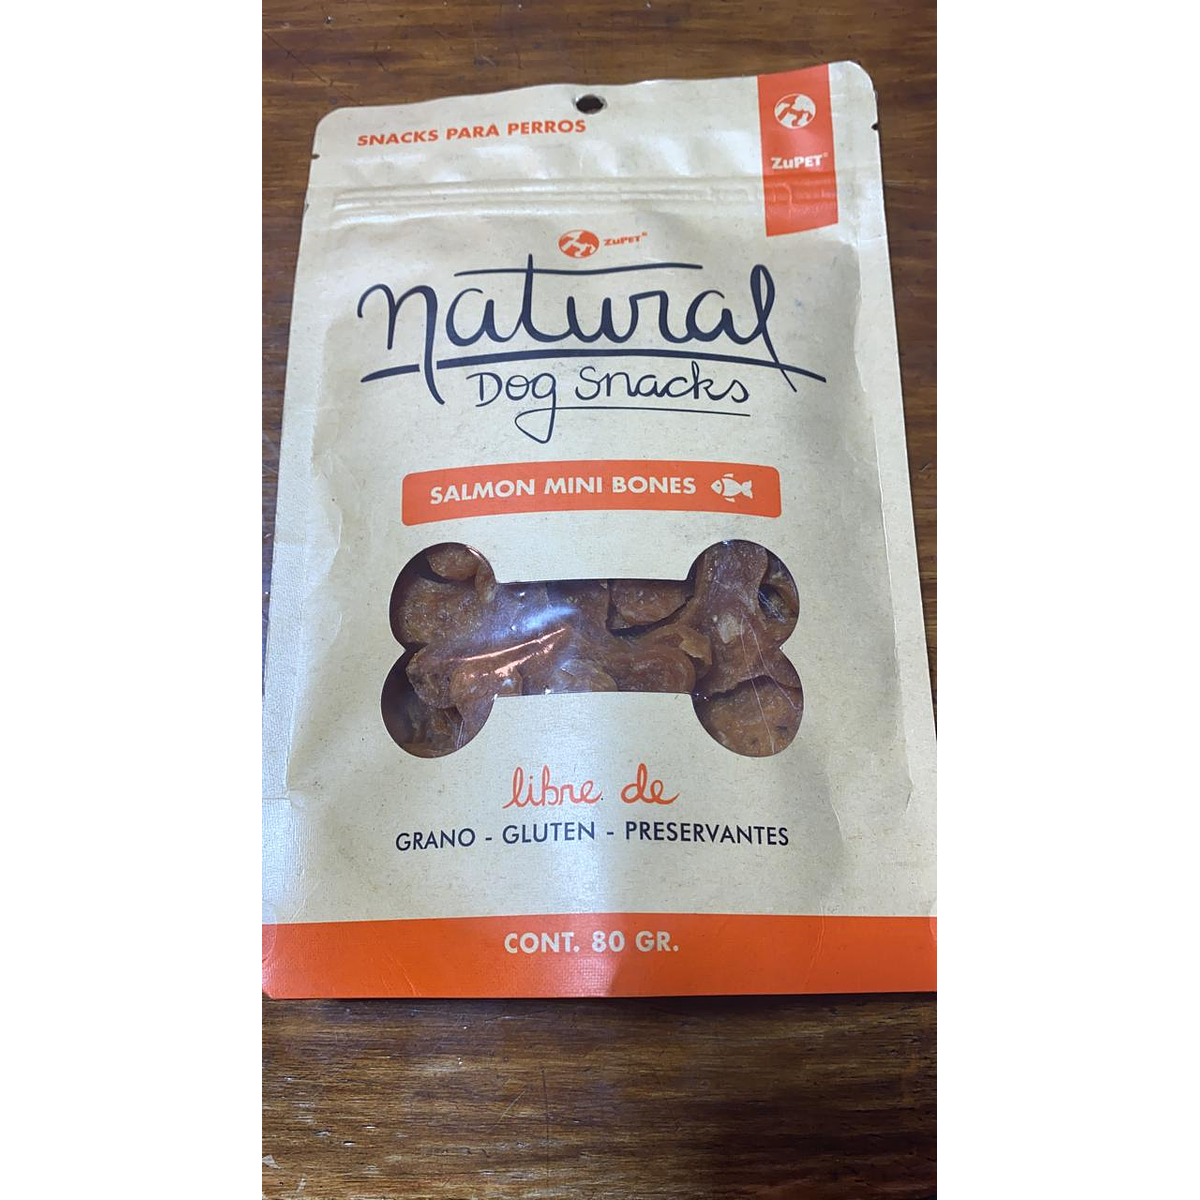 SNACKS PARA PERROS
ZuPET®
ZuPET®
Natural
Dog Snacks
SALMON MINI BONES
libre de
GRANO - GLUTEN - PRESERVANTES
CONT. 80 GR.